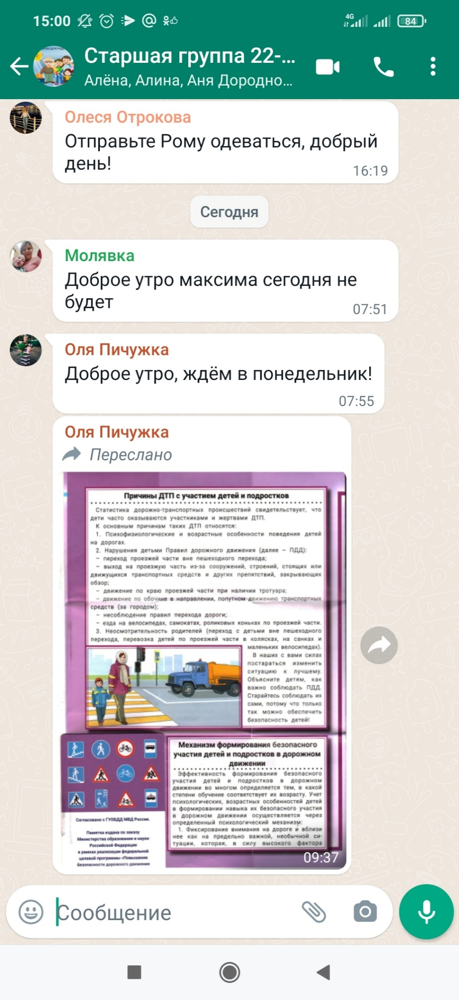 15:00
4G
84
Старшая группа 22-...
Алёна, Алина, Аня Дородно...
Олеся Отрокова
Отправьте Рому одеваться, добрый
день!
16:19
Сегодня
Молявка
Доброе утро максима сегодня не
будет
07:51
Оля Пичужка
Доброе утро, ждём в понедельник!
07:55
Оля Пичужка
Переслано
Причины ДТП с участием детей и подростков
Статистика дорожно-транспортных происшествий свидетельствует, что
дети часто оказываются участниками и жертвами ДТП.
К основным причинам таких ДТП относятся:
1. Психофизиологические и возрастные особенности поведения детей
на дорогах.
2. Нарушения детьми Правил дорожного движения (далее – ПДД):
– переход проезжей части вне пешеходного перехода;
– выход на проезжую часть из-за сооружений, строений, стоящих или
движущихся транспортных средств и других препятствий, закрывающих
обзор;
– движение по краю проезжей части при наличии тротуара;
– движение по обочине в направлении, попутном движению транспортных
средств (за городом);
– несоблюдение правил перехода дороги;
– езда на велосипедах, самокатах, роликовых коньках по проезжей части.
3. Неосмотрительность родителей (переход с детьми вне пешеходного
перехода, перевозка детей по проезжей части в колясках, на санках и
маленьких велосипедах).
В наших с вами силах
постараться изменить
ситуацию к лучшему.
Объясните детям, как
важно соблюдать ПДД.
Старайтесь соблюдать их
сами, потому что только
так можно обеспечить
безопасность детей!
Механизм формирования безопасного
участия детей и подростков в дорожном
движении
Эффективность формирования безопасного
участия детей и подростков в дорожном
движении во многом определяется тем, в какой
степени обучение соответствует их возрасту. Учет
психологических, возрастных особенностей детей
в формировании навыка их безопасного участия
в дорожном движении осуществляется через
определенный психологический механизм:
1. Фиксирование внимания на дороге и вблизи
нее как на предельно важной, необычной си-
туации, которая, в силу высокого фактора
Согласовано с ГУОБДД МВД России.
Памятка издана по заказу
Министерства образования и науки
Российской Федерации
в рамках реализации федеральной
целевой программы «Повышение
безопасности дорожного движения
09:37
Сообщение